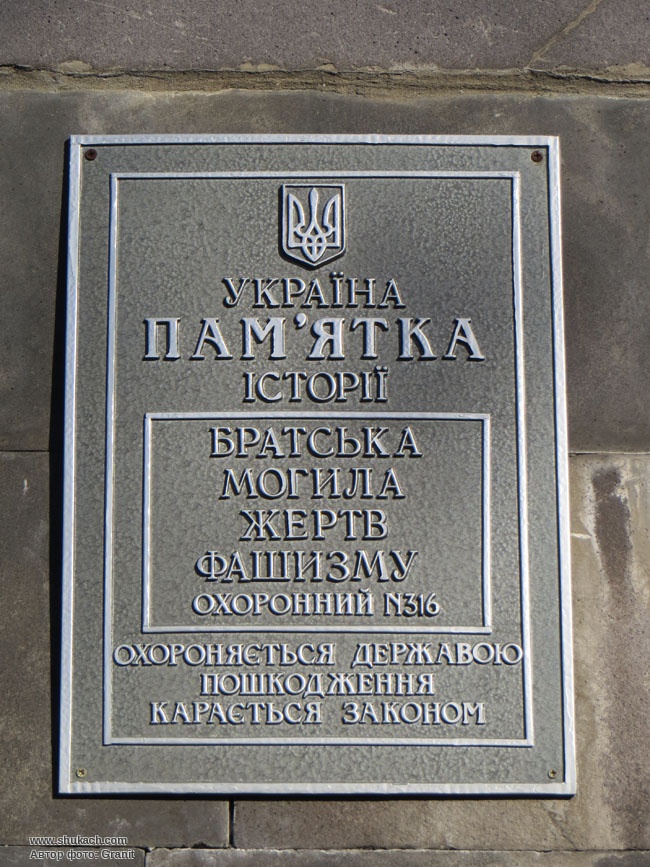 УКРАЇНА
ПАМ'ЯТКА
ІСТОРІЇ
БРАТСЬКА
МОГИЛА
ЖЕРТВ
ФАШИЗМУ
ОХОРОННИЙ N316
ОХОРОНЯЄТЬСЯ ДЕРЖАВОЮ
ПОШКОДЖЕННЯ
КАРАЄТЬСЯ ЗАКОНОМ
www.shukach.com
Автор фото: Granit